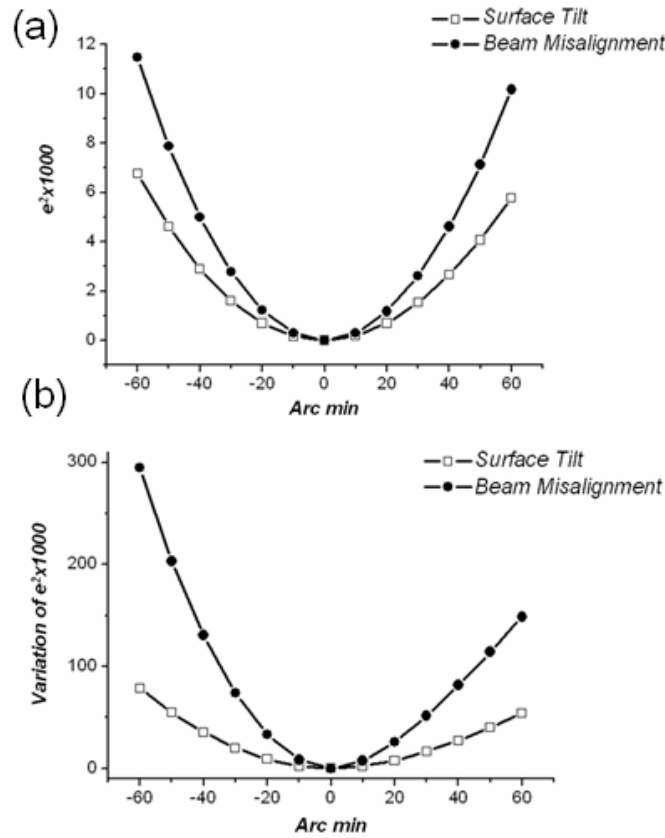 (a)
Surface Tilt
Beam Misalignment
12
10
8
6
4
2
0
e²x1000
-60 -40 -20 0 20 40 60
Arc min
(b)
Surface Tilt
Beam Misalignment
300
200
100
0
Variation of e²x1000
-60 -40 -20 0 20 40 60
Arc min